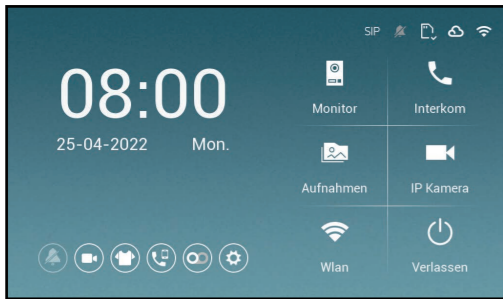 SIP
08:00
25-04-2022 Mon.
Monitor Interkom
Aufnahmen IP Kamera
Wlan Verlassen